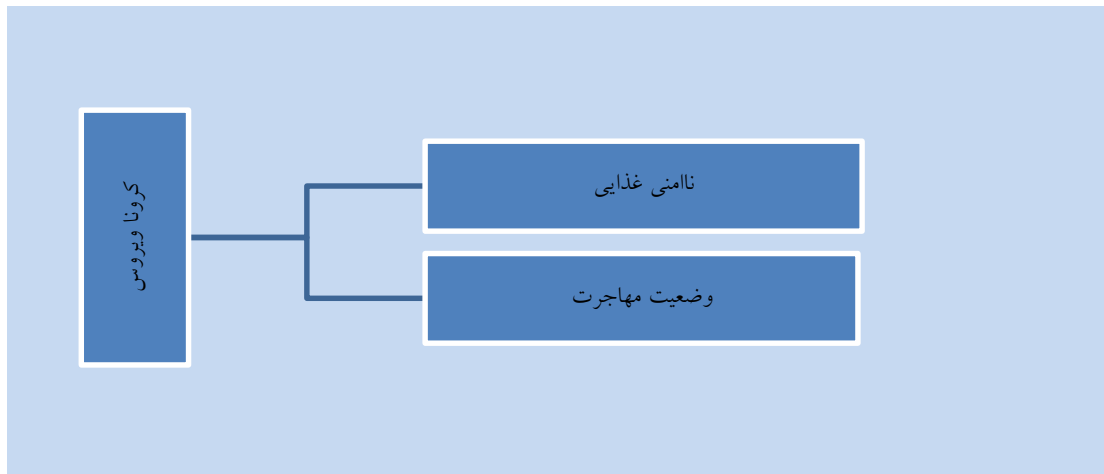 کرونا ویروس
ناامنی غذایی
وضعیت مهاجرت